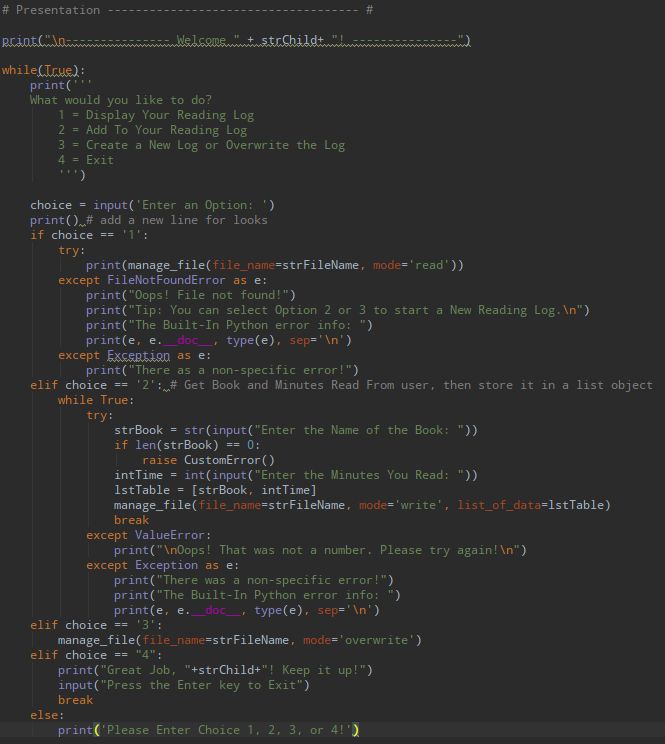 # Presentation ------------------------------------ #
print("\n--------------- Welcome " + strChild+ "! ---------------")
while(True):
    print('''
    What would you like to do?
        1 = Display Your Reading Log
        2 = Add To Your Reading Log
        3 = Create a New Log or Overwrite the Log
        4 = Exit
        ''')
    choice = input('Enter an Option: ')
    print() # add a new line for looks
    if choice == '1':
        try:
            print(manage_file(file_name=strFileName, mode='read'))
        except FileNotFoundError as e:
            print("Oops! File not found!")
            print("Tip: You can select Option 2 or 3 to start a New Reading Log.\n")
            print("The Built-In Python error info: ")
            print(e, e.__doc__, type(e), sep='\n')
        except Exception as e:
            print("There as a non-specific error!")
    elif choice == '2': # Get Book and Minutes Read From user, then store it in a list object
        while True:
            try:
                strBook = str(input("Enter the Name of the Book: "))
                if len(strBook) == 0:
                    raise CustomError()
                intTime = int(input("Enter the Minutes You Read: "))
                lstTable = [strBook, intTime]
                manage_file(file_name=strFileName, mode='write', list_of_data=lstTable)
                break
            except ValueError:
                print("\nOops! That was not a number. Please try again!\n")
            except Exception as e:
                print("There was a non-specific error!")
                print("The Built-In Python error info: ")
                print(e, e.__doc__, type(e), sep='\n')
    elif choice == '3':
        manage_file(file_name=strFileName, mode='overwrite')
    elif choice == "4":
        print("Great Job, "+strChild+"! Keep it up!")
        input("Press the Enter key to Exit")
        break
    else:
        print('Please Enter Choice 1, 2, 3, or 4!')